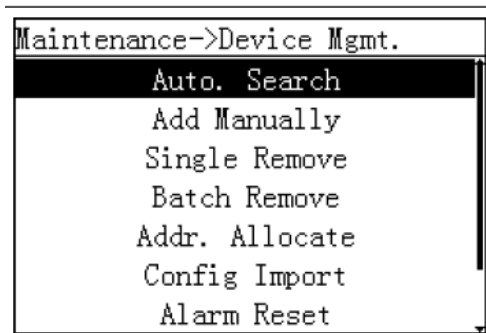 Maintenance->Device Mgmt.
Auto. Search
Add Manually
Single Remove
Batch Remove
Addr. Allocate
Config Import
Alarm Reset